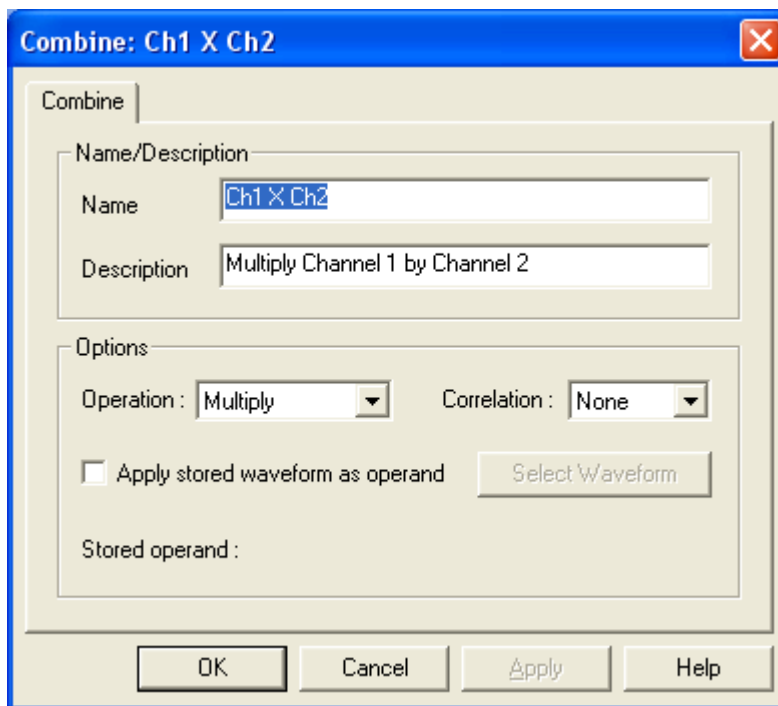 Combine: Ch1 X Ch2
Combine
Name/Description
Name Ch1 X Ch2
Description Multiply Channel 1 by Channel 2
Options
Operation : Multiply Correlation : None
Apply stored waveform as operand Select Waveform
Stored operand :
OK Cancel Apply Help